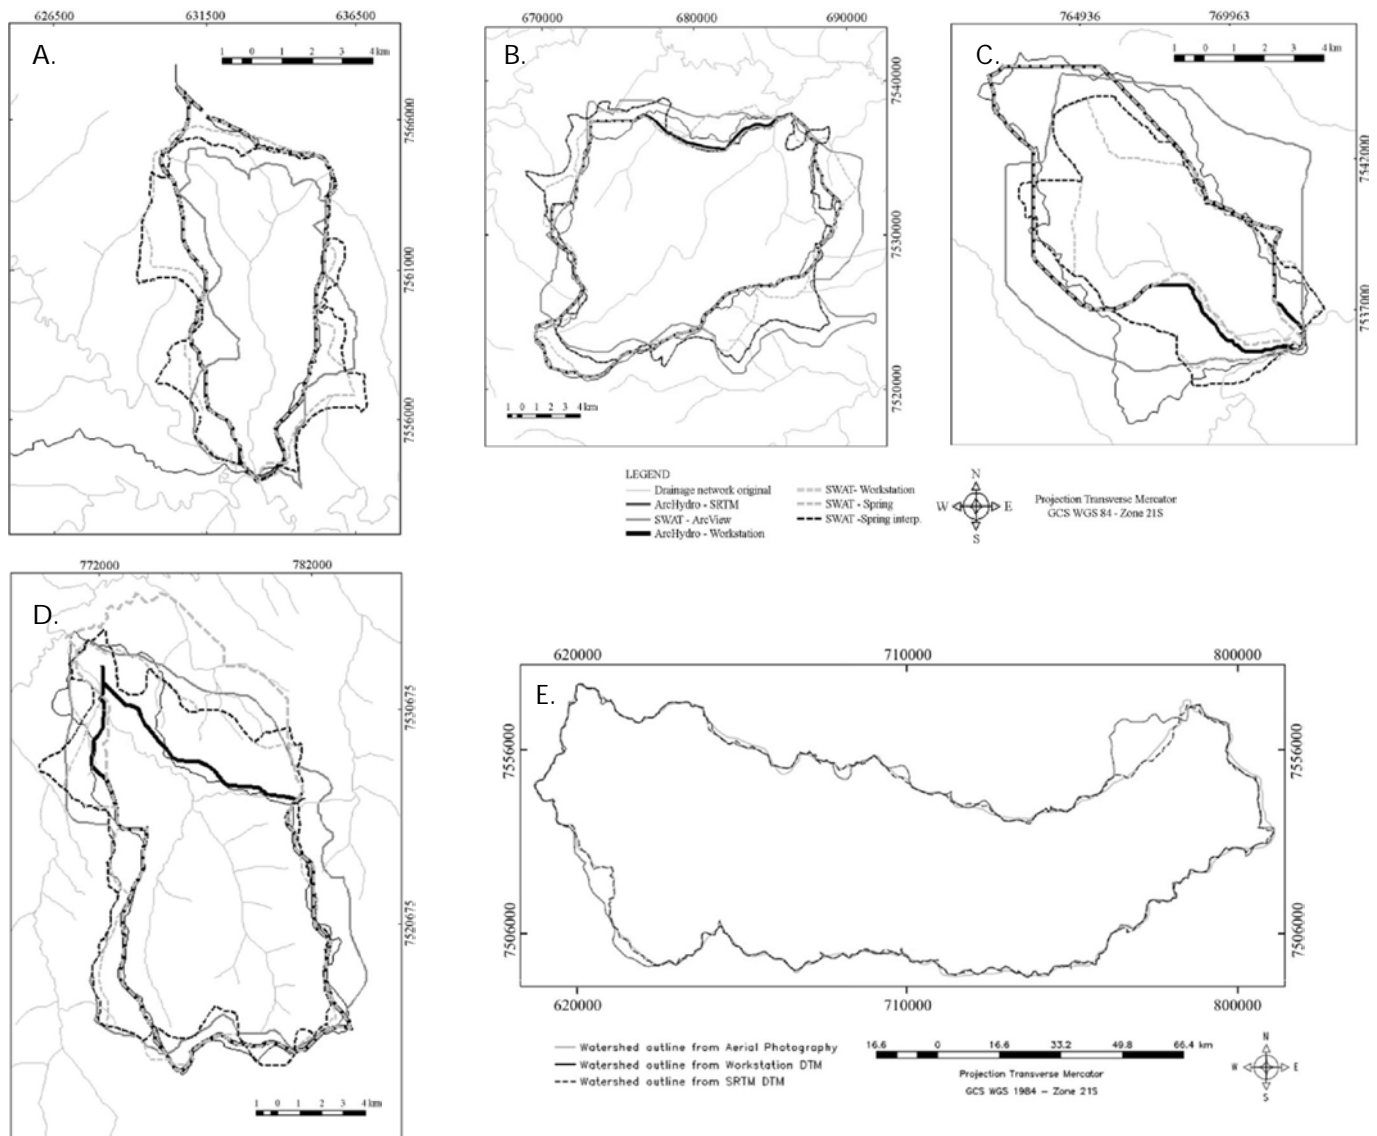 626500 631500 636500
A.
1 0 1 2 3 4 km
7566000
7561000
7556000
670000 680000 690000
B.
7540000
7530000
7520000
1 0 1 2 3 4 km
764936 769963
1 0 1 2 3 4 km
C.
7542000
7537000
LEGEND
Drainage network original
ArcHydro - SRTM
SWAT - ArcView
ArcHydro - Workstation
SWAT- Workstation
SWAT - Spring
SWAT -Spring interp.
N
W E
S
Projection Transverse Mercator
GCS WGS 84 - Zone 21S
772000 782000
D.
7530675
7520675
1 0 1 2 3 4 km
620000 710000 800000
E.
7556000 7556000
7506000 7506000
620000 710000 800000
Watershed outline from Aerial Photography
Watershed outline from Workstation DTM
Watershed outline from SRTM DTM
16.6 0 16.6 33.2 49.8 66.4 km
Projection Transverse Mercator
GCS WGS 1984 – Zone 21S
N
W E
S